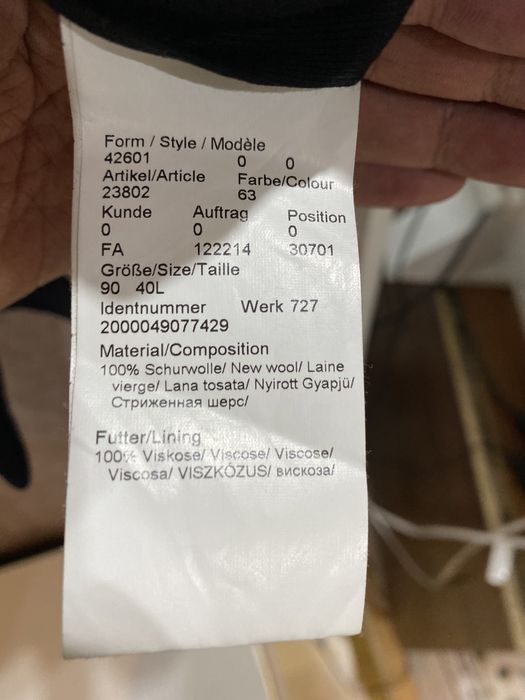 Form / Style / Modèle
42601 0 0
Artikel/Article Farbe/Colour
23802 63
Kunde Auftrag Position
0 0 0
FA 122214 30701
Größe/Size/Taille
90 40L
Identnummer Werk 727
2000049077429
Material/Composition
100% Schurwolle/ New wool/ Laine
vierge/ Lana tosata/ Nyirott Gyapjü/
Стриженная шерс/
Futter/Lining
100% Viskose/ Viscose/ Viscose/
Viscosa/ VISZKÓZUS/ вискоза/